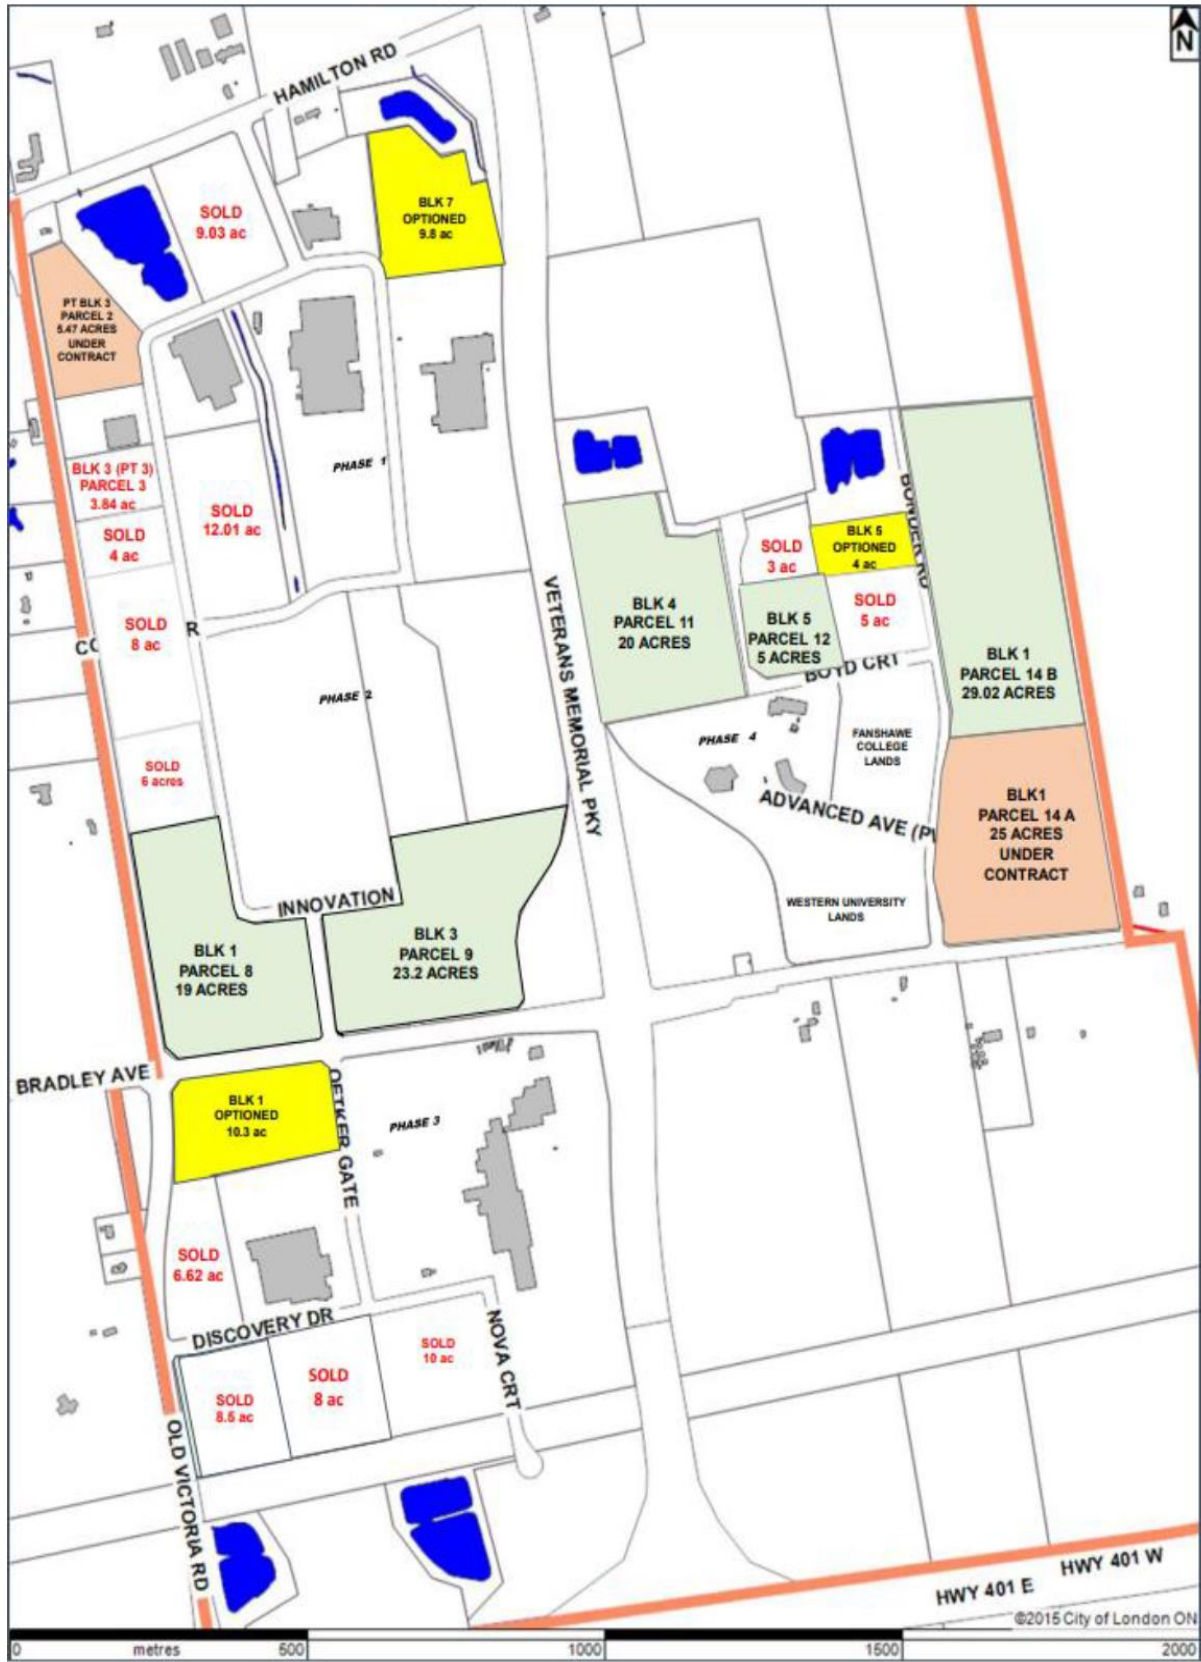 N
HAMILTON RD
SOLD
9.03 ac
BLK 7
OPTIONED
9.8 ac
PT BLK 3
PARCEL 2
5.47 ACRES
UNDER
CONTRACT
PHASE 1
BLK 3 (PT 3)
PARCEL 3
3.84 ac
SOLD
12.01 ac
SOLD
4 ac
SOLD
3 ac
BLK 5
OPTIONED
4 ac
BONDER RD
SOLD
5 ac
SOLD
8 ac
CO
R
BLK 4
PARCEL 11
20 ACRES
BLK 5
PARCEL 12
5 ACRES
BOYD CRT
BLK 1
PARCEL 14 B
29.02 ACRES
VETERANS MEMORIAL PKY
PHASE 2
PHASE 4
FANSHAWE
COLLEGE
LANDS
SOLD
6 acres
ADVANCED AVE (P
BLK1
PARCEL 14 A
25 ACRES
UNDER
CONTRACT
INNOVATION
WESTERN UNIVERSITY
LANDS
BLK 1
PARCEL 8
19 ACRES
BLK 3
PARCEL 9
23.2 ACRES
BRADLEY AVE
BLK 1
OPTIONED
10.3 ac
OETKER GATE
PHASE 3
SOLD
6.62 ac
DISCOVERY DR
NOVA CRT
SOLD
10 ac
SOLD
8 ac
SOLD
8.5 ac
OLD VICTORIA RD
HWY 401 W
HWY 401 E
©2015 City of London ON
0 metres 500 1000 1500 2000